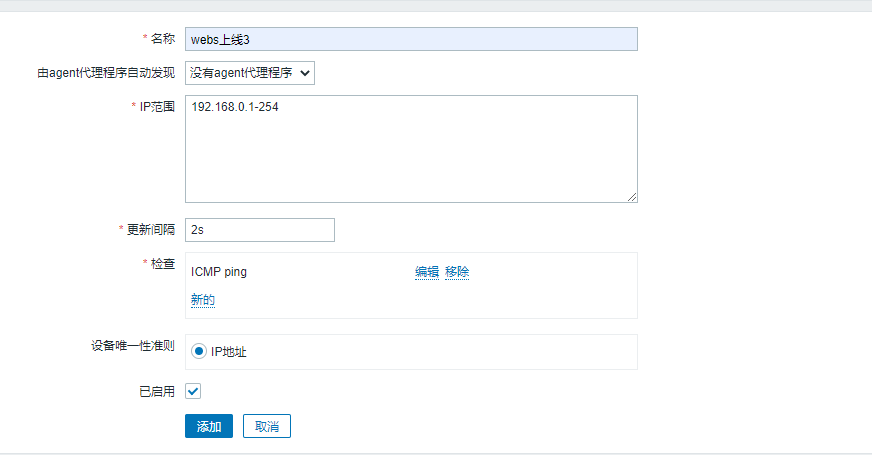 * 名称 webs上线3
由agent代理程序自动发现 没有agent代理程序
* IP范围 192.168.0.1-254
* 更新间隔 2s
* 检查 ICMP ping 编辑 移除
新的
设备唯一性准则 IP地址
已启用
添加 取消